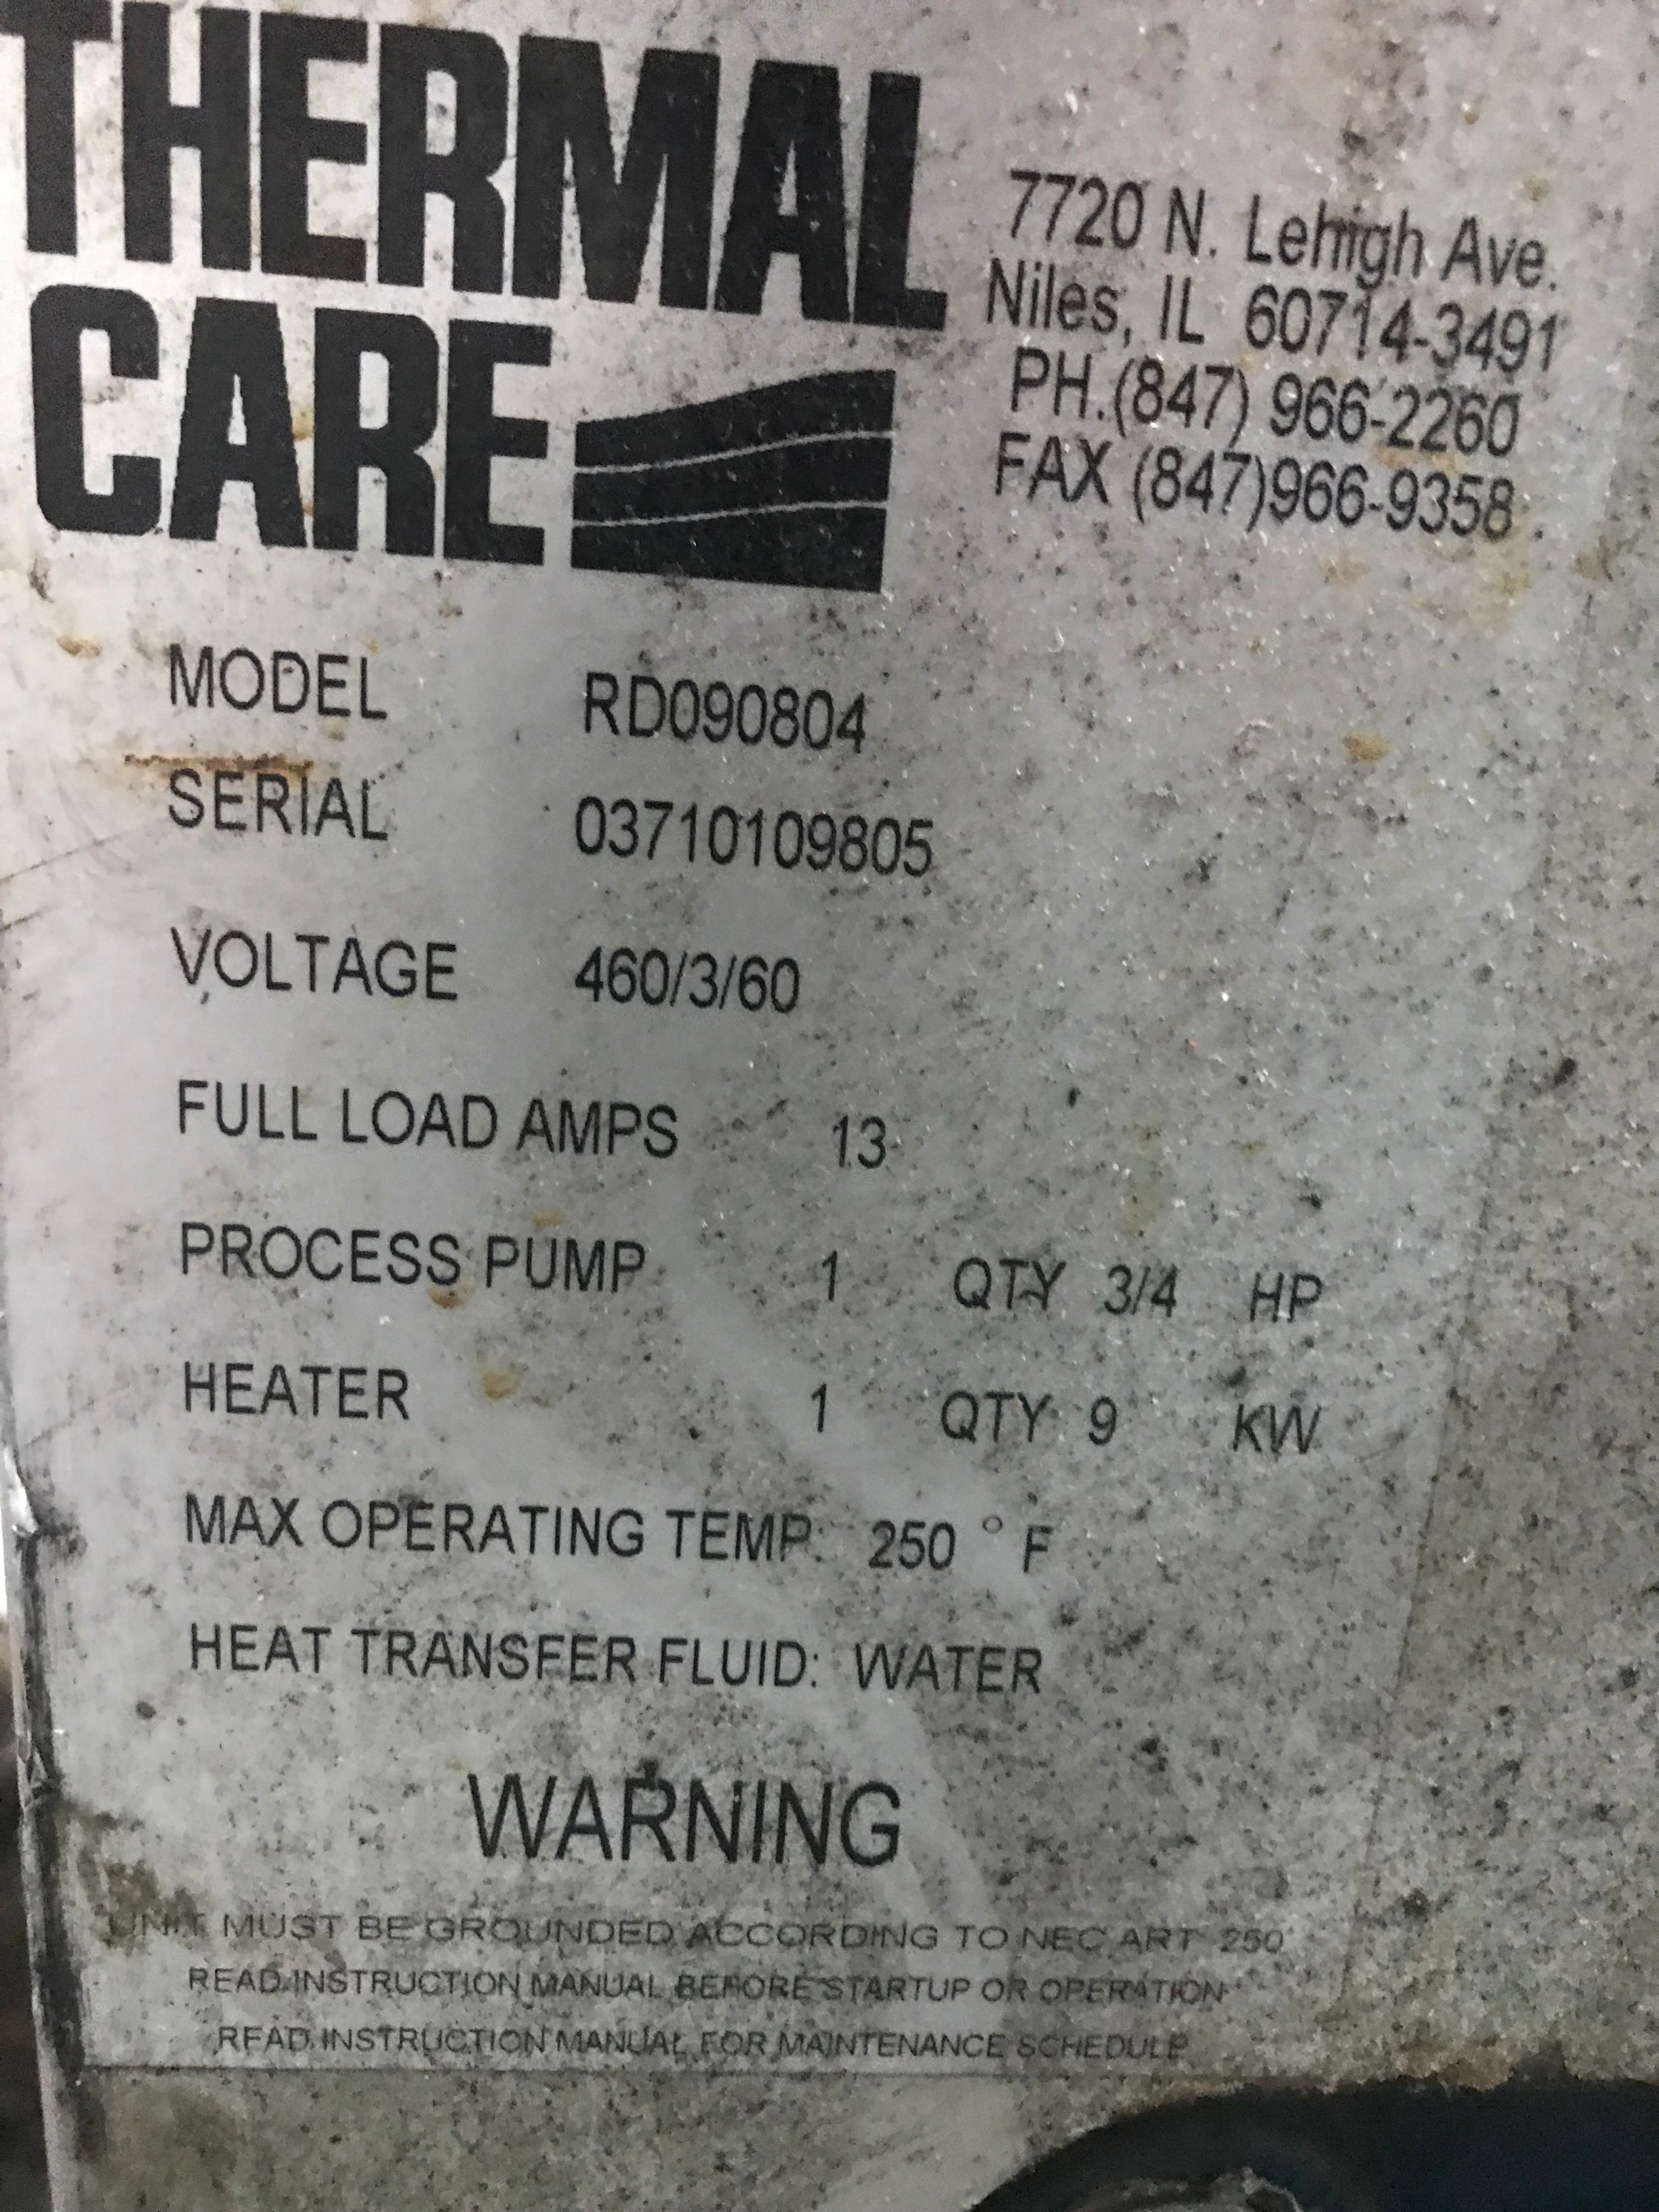 THERMAL
CARE
7720 N. Lehigh Ave.
Niles, IL 60714-3491
PH.(847) 966-2260
FAX (847)966-9358
MODEL RD090804
SERIAL 03710109805
VOLTAGE 460/3/60
FULL LOAD AMPS 13
PROCESS PUMP 1 QTY 3/4 HP
HEATER 1 QTY 9 KW
MAX OPERATING TEMP: 250 ° F
HEAT TRANSFER FLUID: WATER
WARNING
UNIT MUST BE GROUNDED ACCORDING TO NEC ART 250
READ INSTRUCTION MANUAL BEFORE STARTUP OR OPERATION
READ INSTRUCTION MANUAL FOR MAINTENANCE SCHEDULE